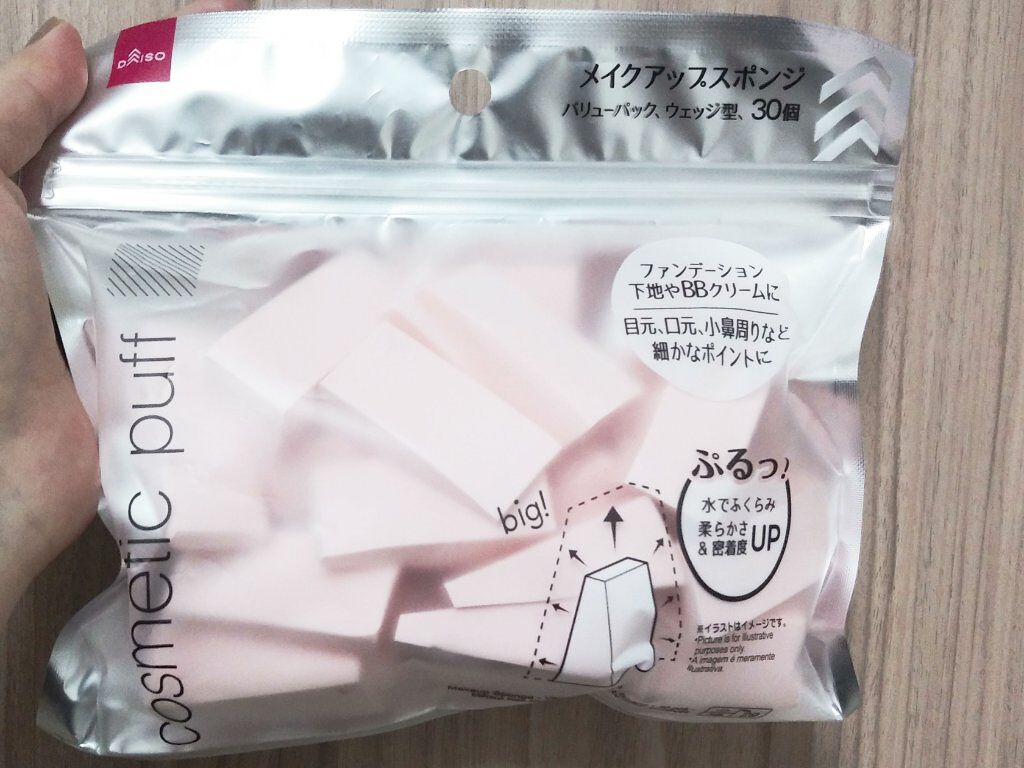 DAISO
メイクアップスポンジ
バリューパック、ウェッジ型、30個
ファンデーション
下地やBBクリームに
目元、口元、小鼻周りなど
細かなポイントに
cosmetic puff
big!
ぷるっ!
水でふくらみ
柔らかさ
&密着度
UP
※イラストはイメージです。
*Picture is for illustrative
purposes only.
*A imagem é meramente
ilustrativa.